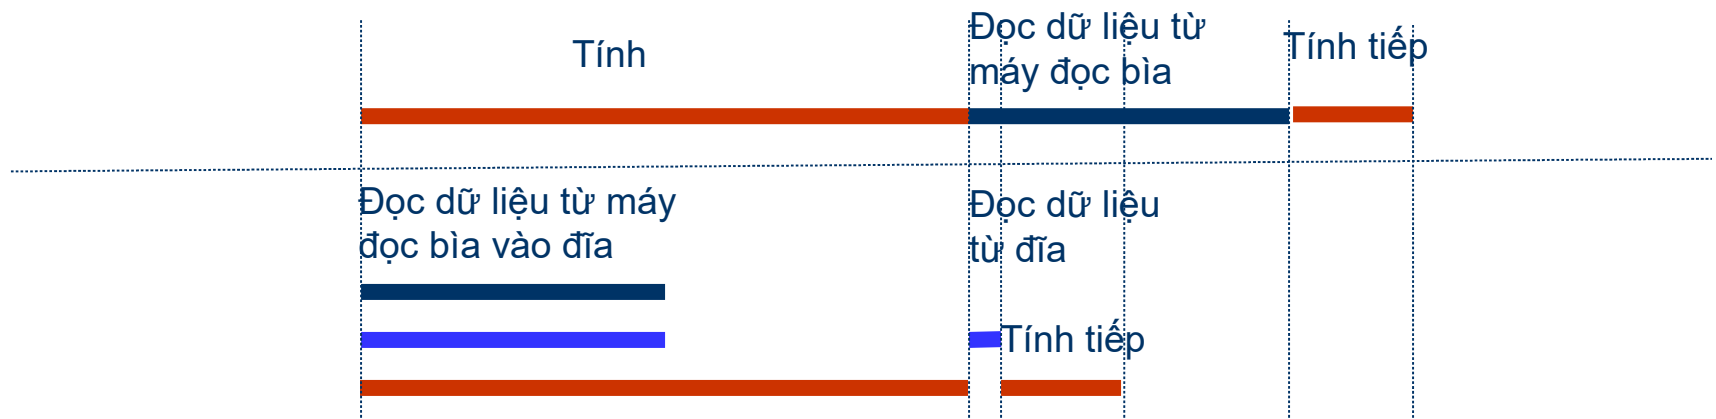 Tính
Đọc dữ liệu từ
máy đọc bìa
Tính tiếp
Đọc dữ liệu từ máy
đọc bìa vào đĩa
Đọc dữ liệu
từ đĩa
Tính tiếp